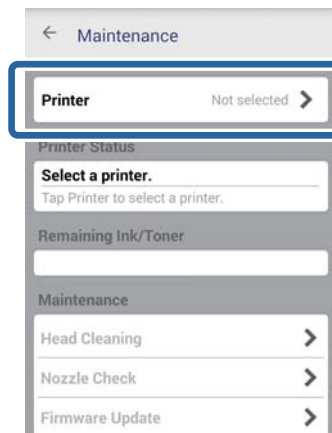 Maintenance
Printer Not selected
Printer Status
Select a printer.
Tap Printer to select a printer.
Remaining Ink/Toner
Maintenance
Head Cleaning
Nozzle Check
Firmware Update